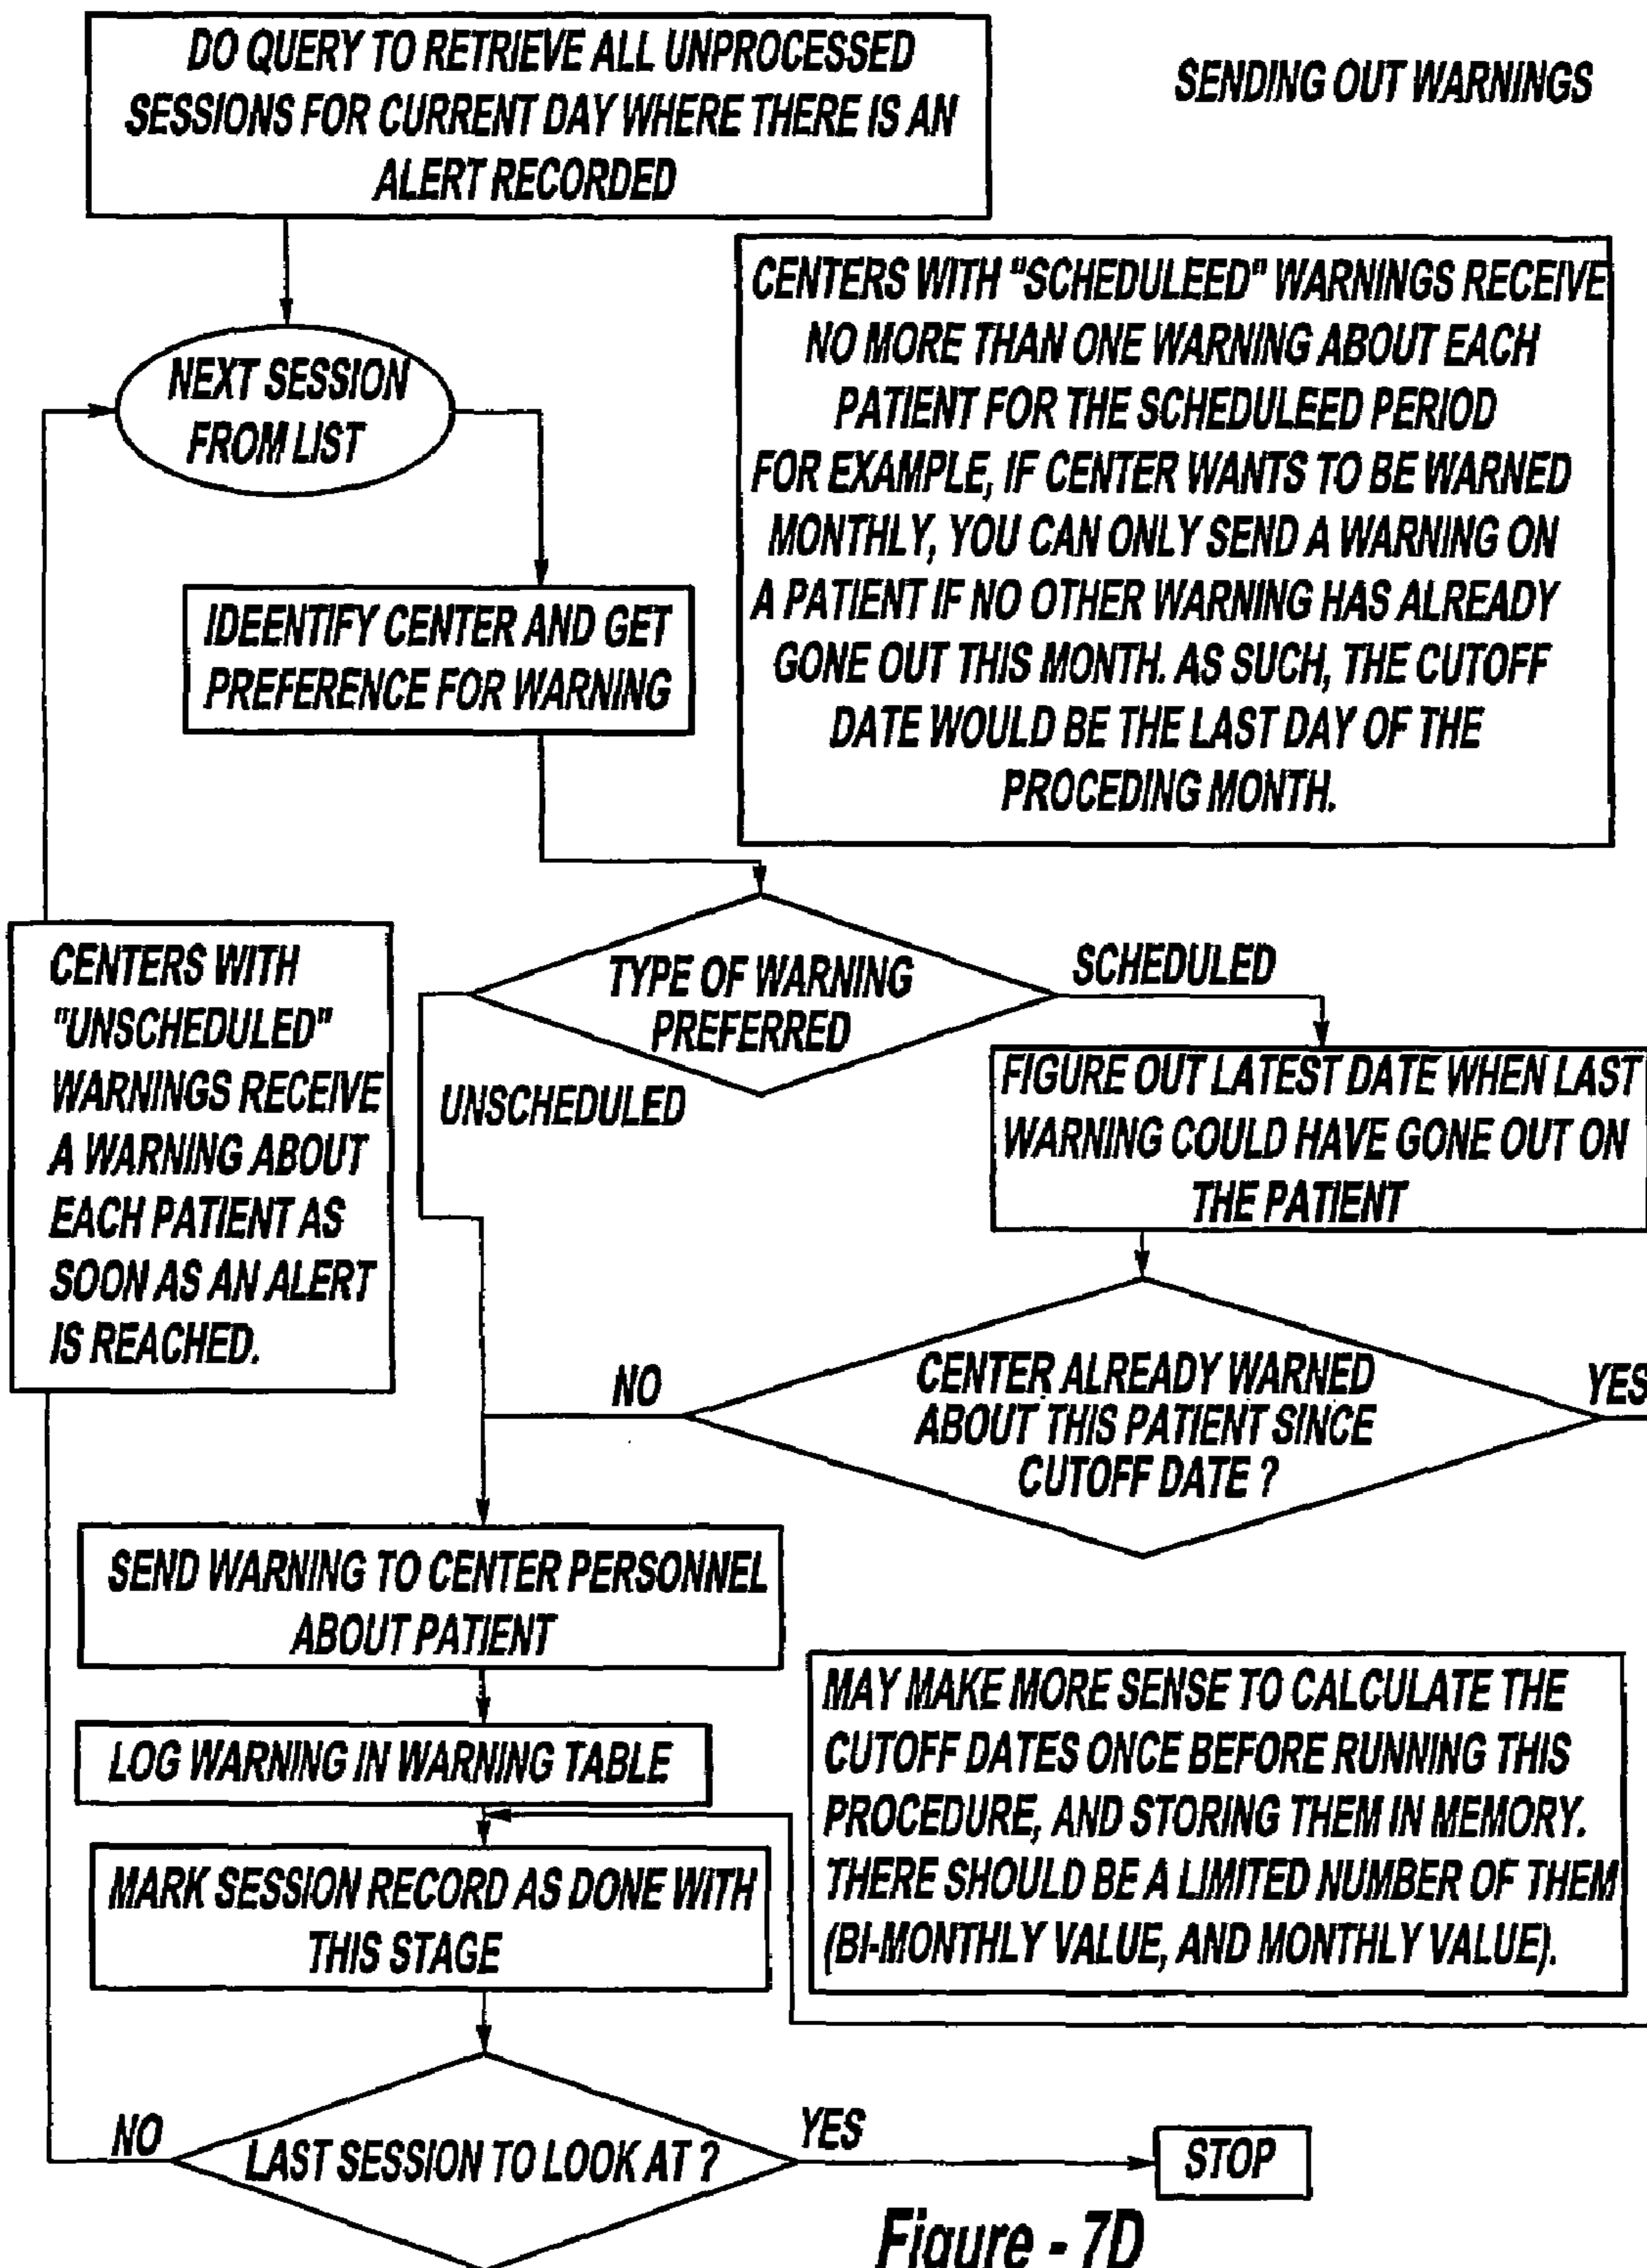 DO QUERY TO RETRIEVE ALL UNPROCESSED
SESSIONS FOR CURRENT DAY WHERE THERE IS AN
ALERT RECORDED
SENDING OUT WARNINGS
NEXT SESSION
FROM LIST
CENTERS WITH "SCHEDULEED" WARNINGS RECEIVE
NO MORE THAN ONE WARNING ABOUT EACH
PATIENT FOR THE SCHEDULEED PERIOD
FOR EXAMPLE, IF CENTER WANTS TO BE WARNED
MONTHLY, YOU CAN ONLY SEND A WARNING ON
A PATIENT IF NO OTHER WARNING HAS ALREADY
GONE OUT THIS MONTH. AS SUCH, THE CUTOFF
DATE WOULD BE THE LAST DAY OF THE
PROCEDING MONTH.
IDEENTIFY CENTER AND GET
PREFERENCE FOR WARNING
CENTERS WITH
"UNSCHEDULED"
WARNINGS RECEIVE
A WARNING ABOUT
EACH PATIENT AS
SOON AS AN ALERT
IS REACHED.
TYPE OF WARNING
PREFERRED
SCHEDULED
UNSCHEDULED
FIGURE OUT LATEST DATE WHEN LAST
WARNING COULD HAVE GONE OUT ON
THE PATIENT
CENTER ALREADY WARNED
ABOUT THIS PATIENT SINCE
CUTOFF DATE ?
NO
YES
SEND WARNING TO CENTER PERSONNEL
ABOUT PATIENT
LOG WARNING IN WARNING TABLE
MARK SESSION RECORD AS DONE WITH
THIS STAGE
MAY MAKE MORE SENSE TO CALCULATE THE
CUTOFF DATES ONCE BEFORE RUNNING THIS
PROCEDURE, AND STORING THEM IN MEMORY.
THERE SHOULD BE A LIMITED NUMBER OF THEM
(BI-MONTHLY VALUE, AND MONTHLY VALUE).
NO
LAST SESSION TO LOOK AT ?
YES
STOP
Figure - 7D